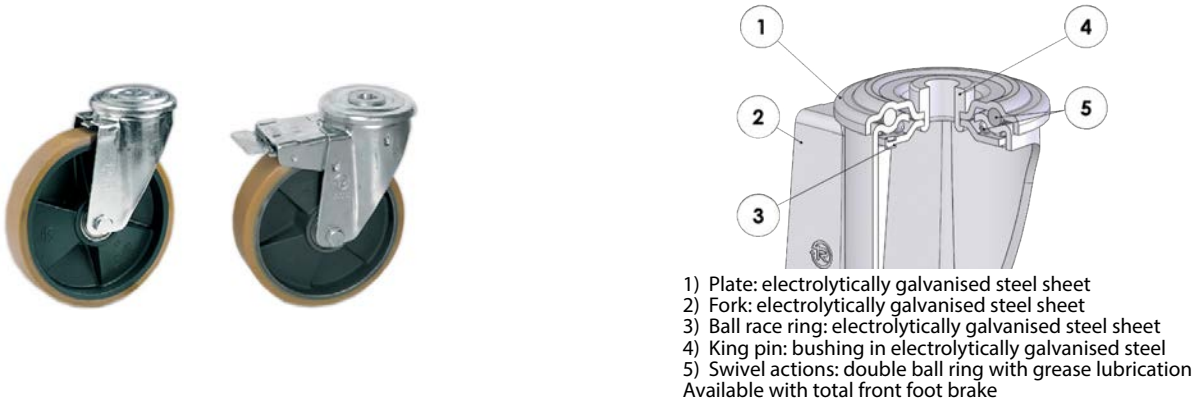 1
4
2
5
3
1) Plate: electrolytically galvanised steel sheet
2) Fork: electrolytically galvanised steel sheet
3) Ball race ring: electrolytically galvanised steel sheet
4) King pin: bushing in electrolytically galvanised steel
5) Swivel actions: double ball ring with grease lubrication
Available with total front foot brake